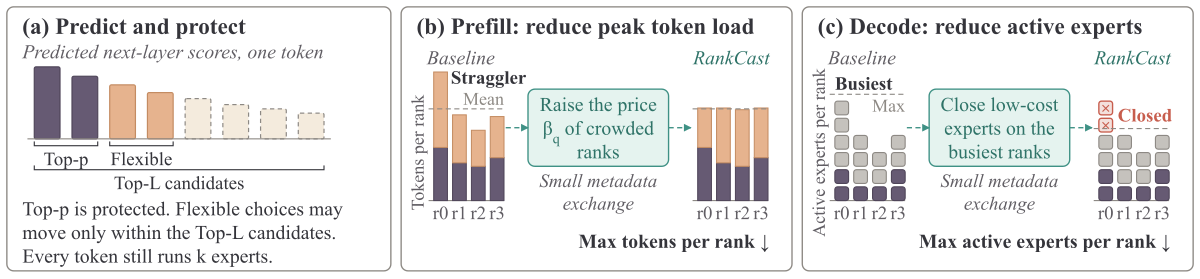 (a) Predict and protect
Predicted next-layer scores, one token
Top-p
Flexible
Top-L candidates
Top-p is protected. Flexible choices may
move only within the Top-L candidates.
Every token still runs k experts.
(b) Prefill: reduce peak token load
Baseline
RankCast
Straggler
Mean
Tokens per rank
Raise the price
βq of crowded
ranks
Small metadata
exchange
r0 r1 r2 r3
r0 r1 r2 r3
Max tokens per rank ↓
(c) Decode: reduce active experts
Baseline
RankCast
Busiest
Max
Active experts per rank
Close low-cost
experts on the
busiest ranks
Closed
Small metadata
exchange
r0 r1 r2 r3
r0 r1 r2 r3
Max active experts per rank ↓